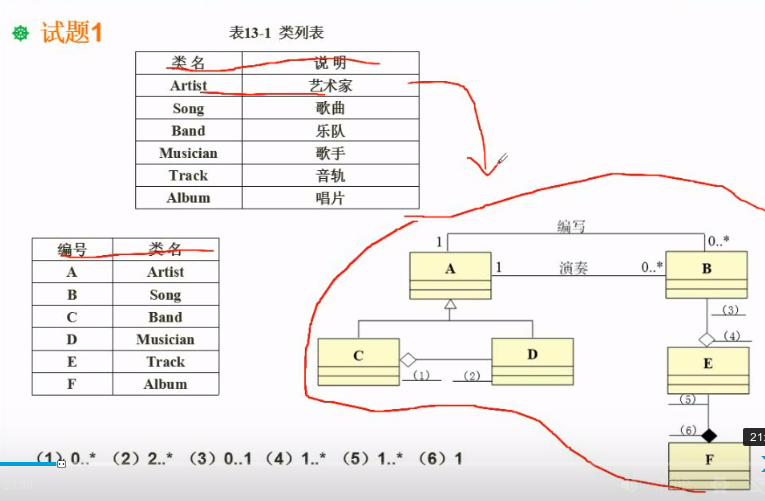 试题1
表13-1 类列表
类 名 说 明
Artist 艺术家
Song 歌曲
Band 乐队
Musician 歌手
Track 音轨
Album 唱片
编号 类 名
A Artist
B Song
C Band
D Musician
E Track
F Album
编写
1 0..*
A 1 演奏 0..* B
(3)
(4)
C D E
(1) (2)
(5)
(6)
F
(1) 0..* (2) 2..* (3) 0..1 (4) 1..* (5) 1..* (6) 1